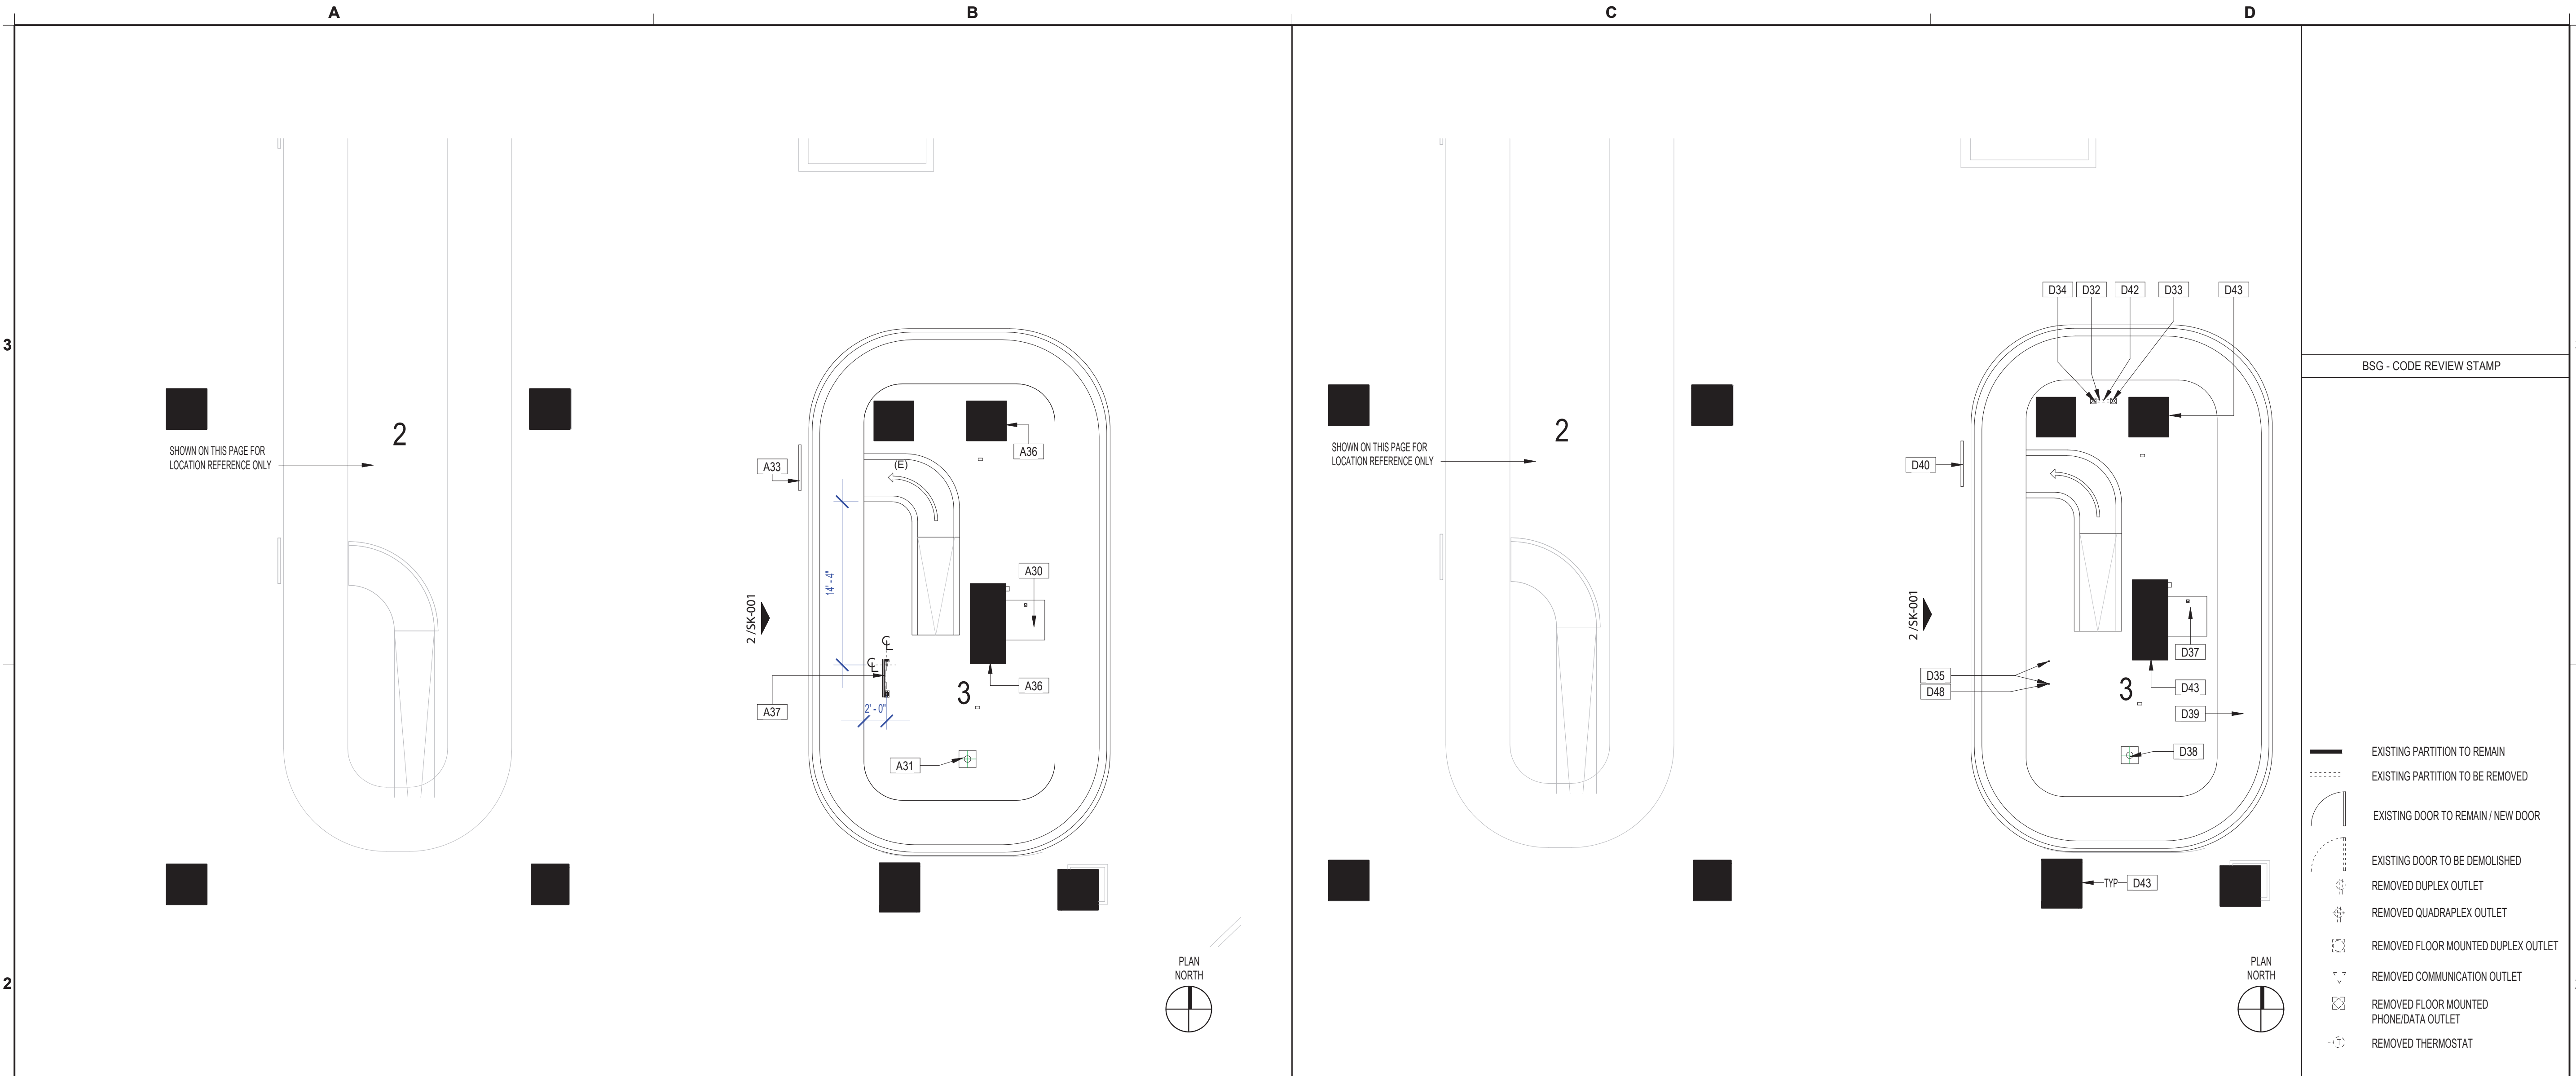 A
B
C
D
3
2
SHOWN ON THIS PAGE FOR
LOCATION REFERENCE ONLY
2
A33
(E)
A36
A30
14' - 4"
2 /SK-001
CL
CL
A37
2' - 0"
3
A36
A31
PLAN
NORTH
SHOWN ON THIS PAGE FOR
LOCATION REFERENCE ONLY
2
D34
D32
D42
D33
D43
D40
2 /SK-001
D37
D35
D48
3
D43
D39
D38
TYP
D43
PLAN
NORTH
BSG - CODE REVIEW STAMP
EXISTING PARTITION TO REMAIN
EXISTING PARTITION TO BE REMOVED
EXISTING DOOR TO REMAIN / NEW DOOR
EXISTING DOOR TO BE DEMOLISHED
REMOVED DUPLEX OUTLET
REMOVED QUADRAPLEX OUTLET
REMOVED FLOOR MOUNTED DUPLEX OUTLET
REMOVED COMMUNICATION OUTLET
REMOVED FLOOR MOUNTED
PHONE/DATA OUTLET
T
REMOVED THERMOSTAT